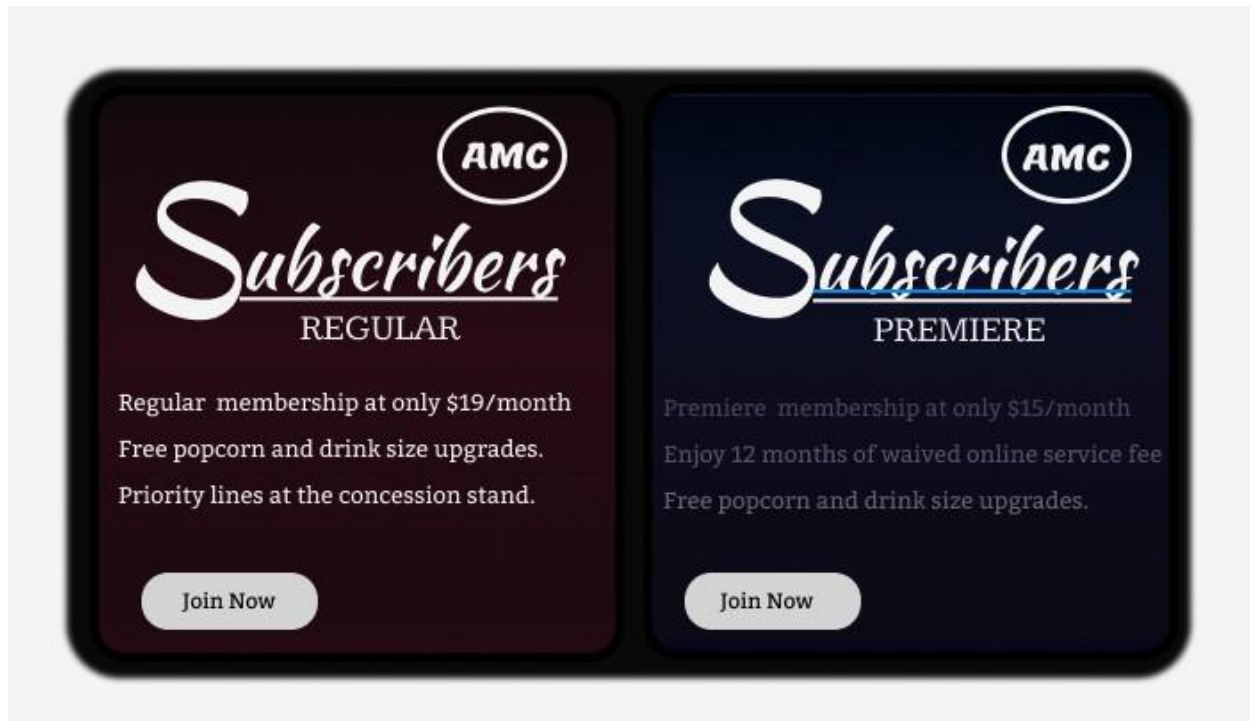 AMC
Subscribers
REGULAR
Regular  membership at only $19/month
Free popcorn and drink size upgrades.
Priority lines at the concession stand.
Join Now
AMC
Subscribers
PREMIERE
Premiere  membership at only $15/month
Enjoy 12 months of waived online service fee
Free popcorn and drink size upgrades.
Join Now